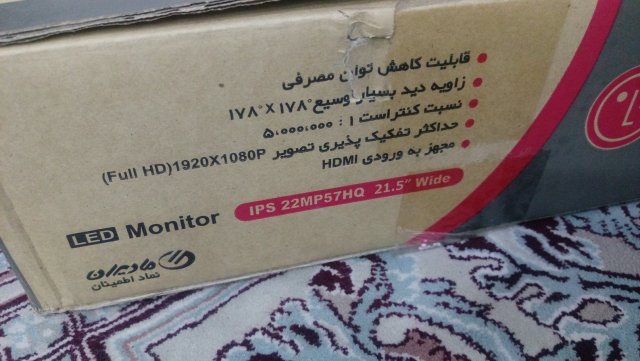 قابلیت کاهش توان مصرفی
زاویه دید بسیار وسیع ۱۷۸° X ۱۷۸°
نسبت کنتراست ۱ : ۵,۰۰۰,۰۰۰
حداکثر تفکیک پذیری تصویر 1920X1080P(Full HD)
مجهز به ورودی HDMI
IPS 22MP57HQ 21.5” Wide
LED Monitor
مادیران
نماد اطمینان
L